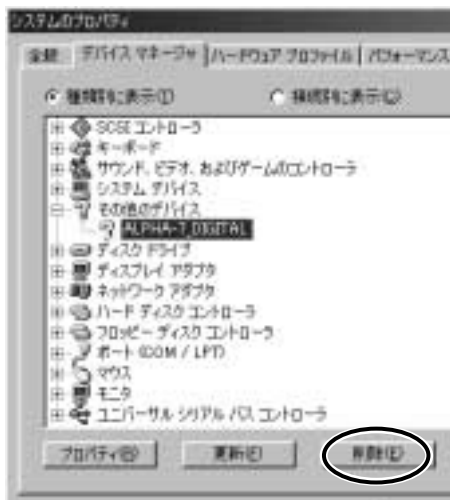 システムのプロパティ
全般 デバイス マネージャ ハードウェア プロファイル パフォーマンス
種類別に表示(T) 接続別に表示(C)
SCSI コントローラ
キーボード
サウンド、ビデオ、およびゲームのコントローラ
システム デバイス
その他のデバイス
ALPHA-7 DIGITAL
ディスク ドライブ
ディスプレイ アダプタ
ネットワーク アダプタ
ハード ディスク コントローラ
フロッピー ディスク コントローラ
ポート (COM / LPT)
マウス
モニタ
ユニバーサル シリアル バス コントローラ
プロパティ(R) 更新(F) 削除(E)